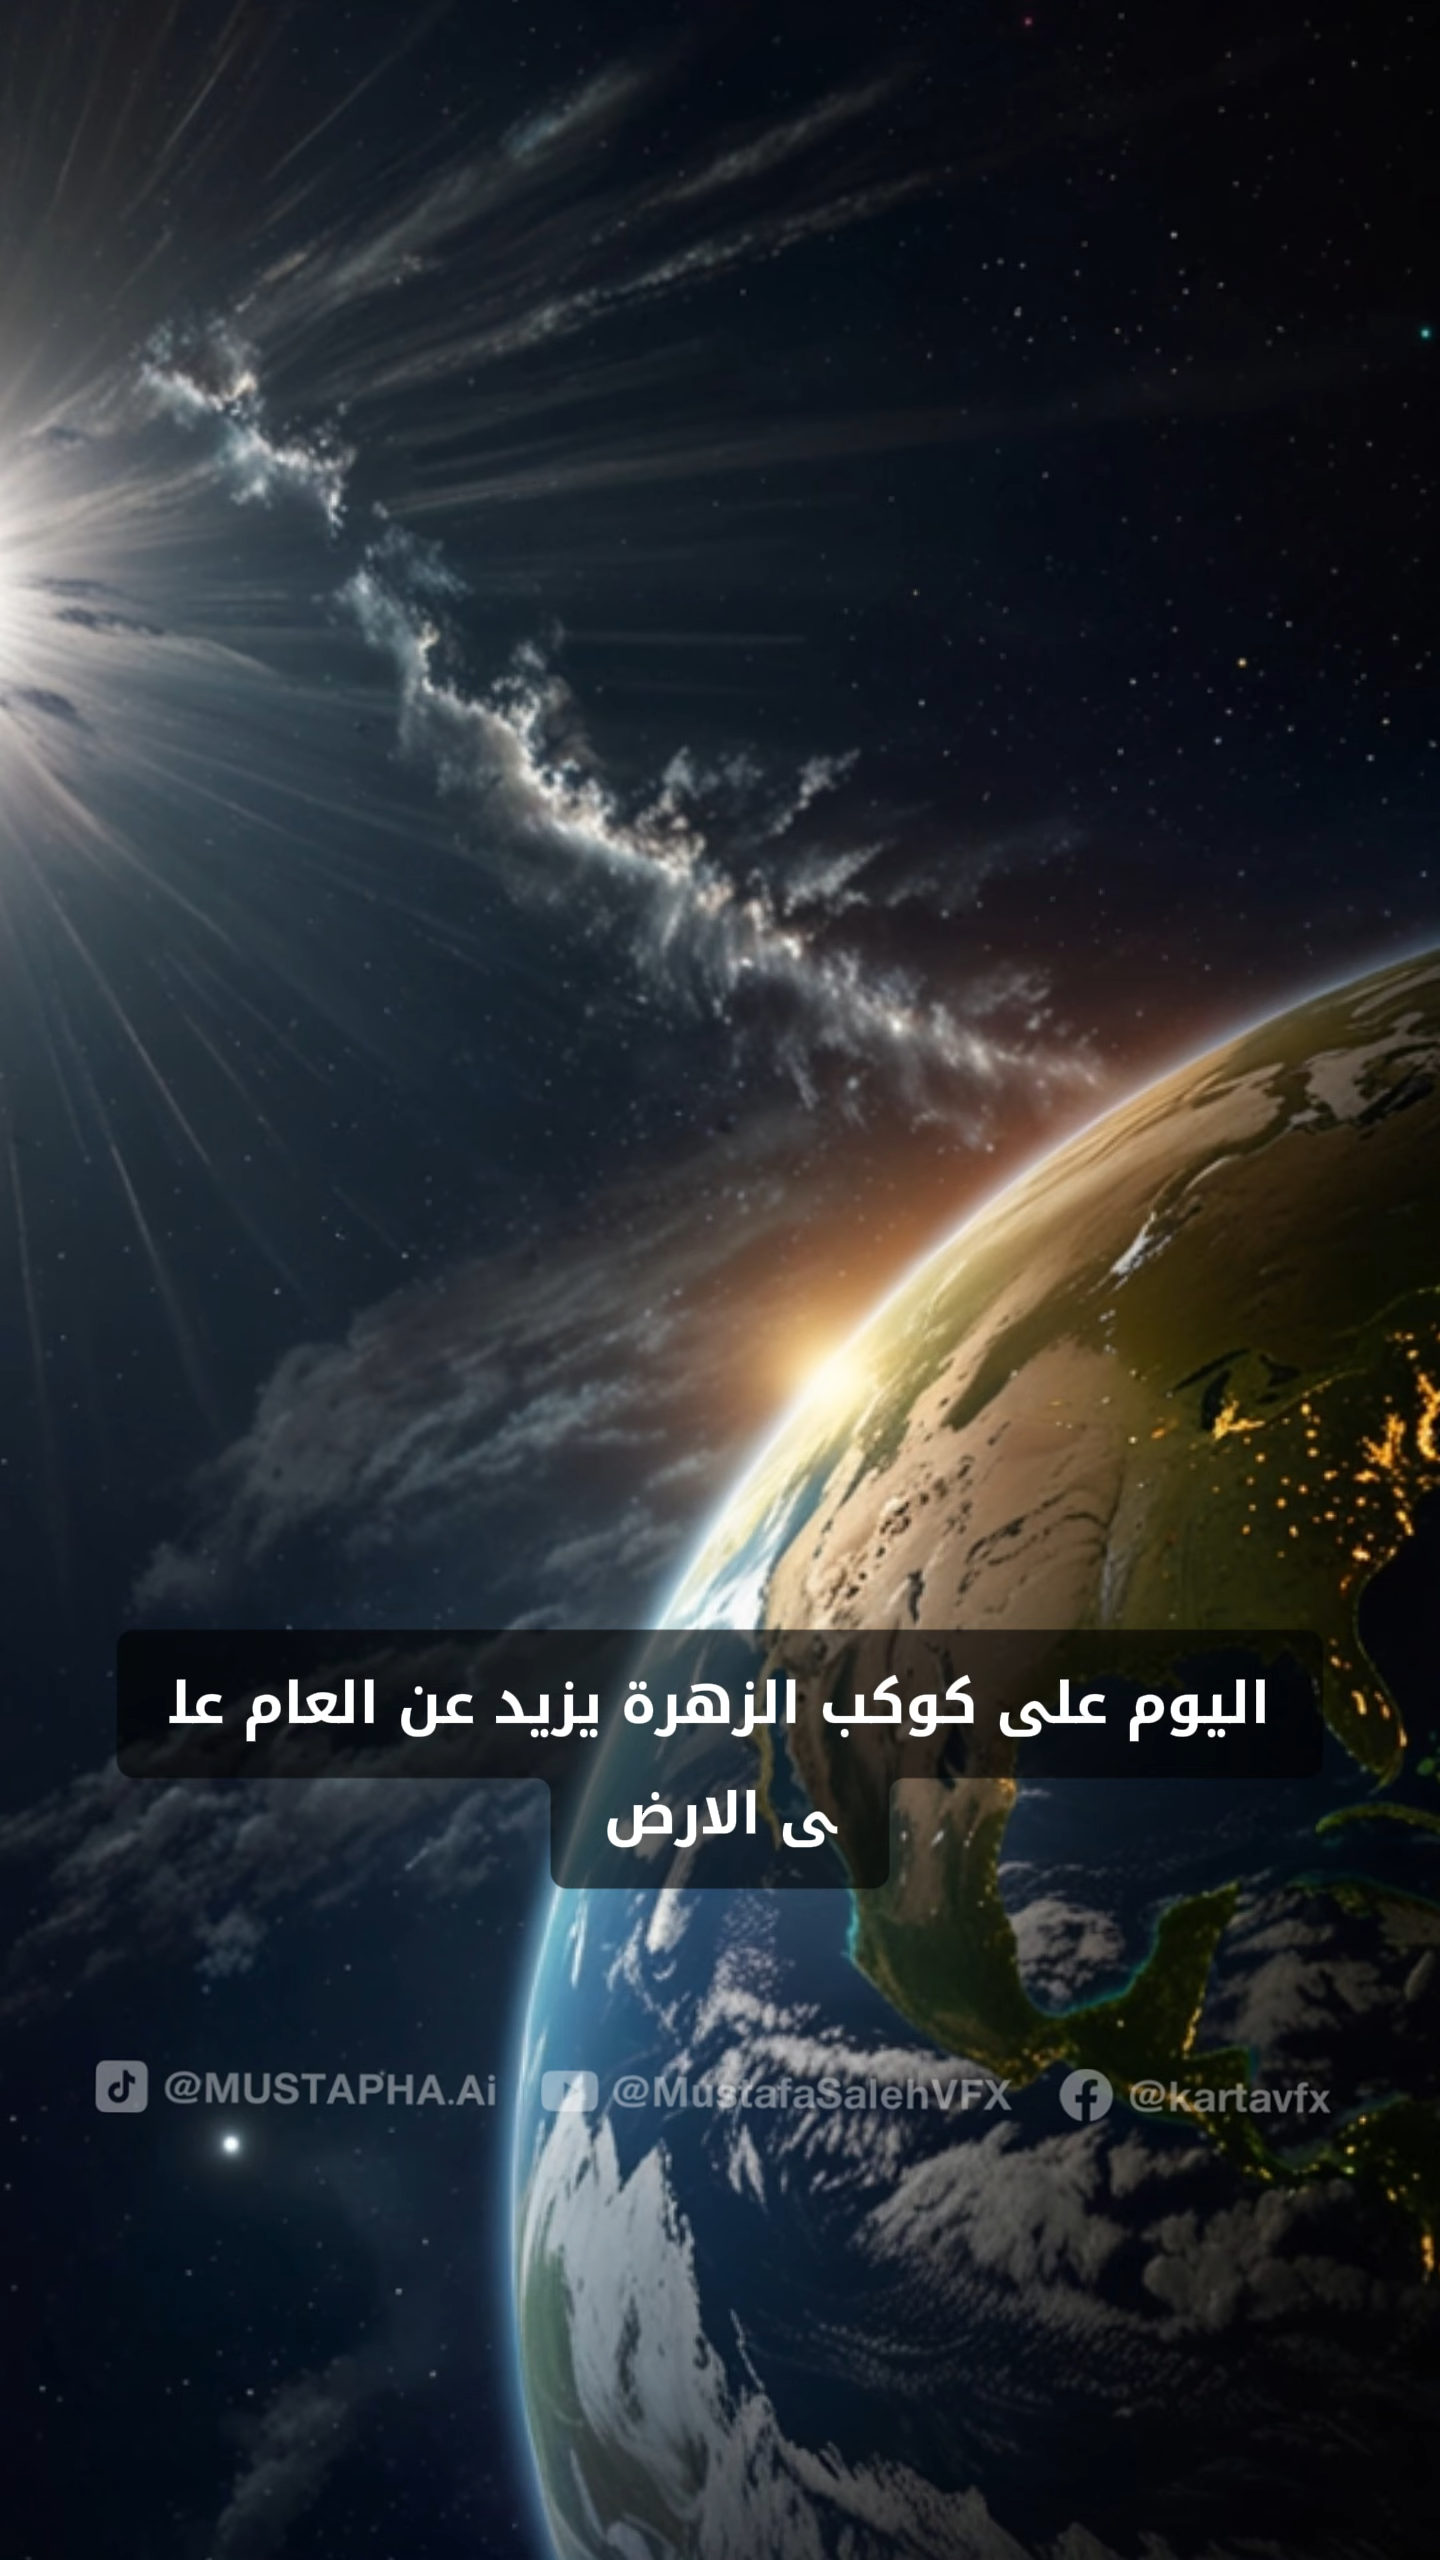 اليوم على كوكب الزهرة يزيد عن العام عل
ى الارض
@MUSTAPHA.Ai @MustafaSalehVFX @kartavfx